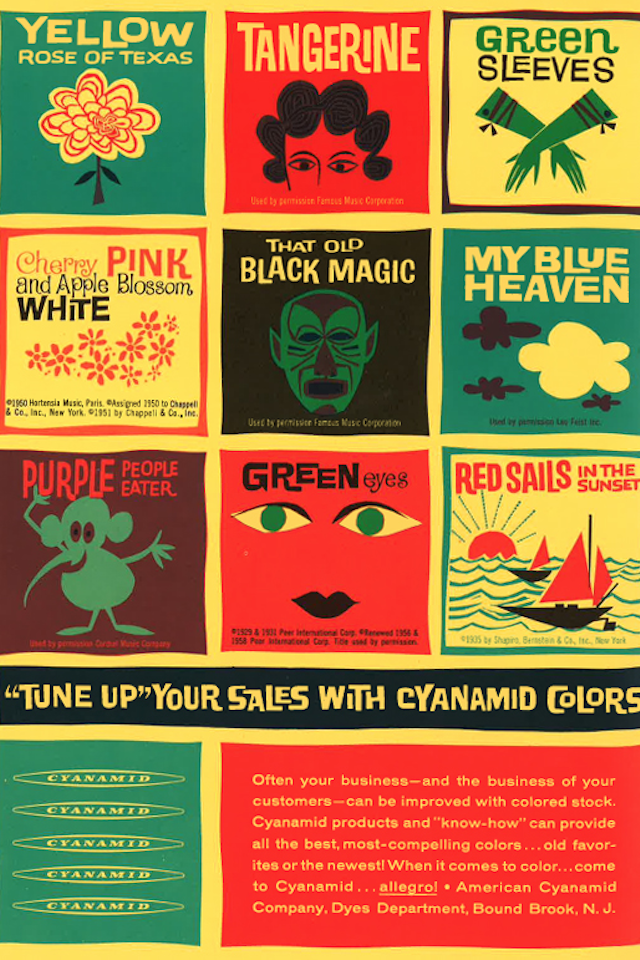 YELLOW
ROSE OF TEXAS
TANGERINE
Used by permission Famous Music Corporation
GReen
SLEEVES
Cherry PiNK
and Apple Blossom
WHiTE
©1950 Hortensia Music, Paris. ©Assigned 1950 to Chappell
& Co., Inc., New York. ©1951 by Chappell & Co., Inc.
THAT OLD
BLACK MAGIC
Used by permission Famous Music Corporation
MY BLUE
HEAVEN
Used by permission Leo Feist Inc.
PURPLE PEOPLE
EATER
Used by permission Cordial Music Company
GREEN eyes
©1929 & 1931 Peer International Corp. ©Renewed 1956 &
1958 Peer International Corp. Title used by permission.
RED SAILS IN THE
SUNSET
©1935 by Shapiro, Bernstein & Co., Inc., New York
“TUNE UP” YOUR SALES WiTH CYANAMID COLORS
CYANAMID
CYANAMID
CYANAMID
CYANAMID
CYANAMID
Often your business—and the business of your
customers—can be improved with colored stock.
Cyanamid products and "know-how" can provide
all the best, most-compelling colors...old favor-
ites or the newest! When it comes to color...come
to Cyanamid...allegro! • American Cyanamid
Company, Dyes Department, Bound Brook, N. J.